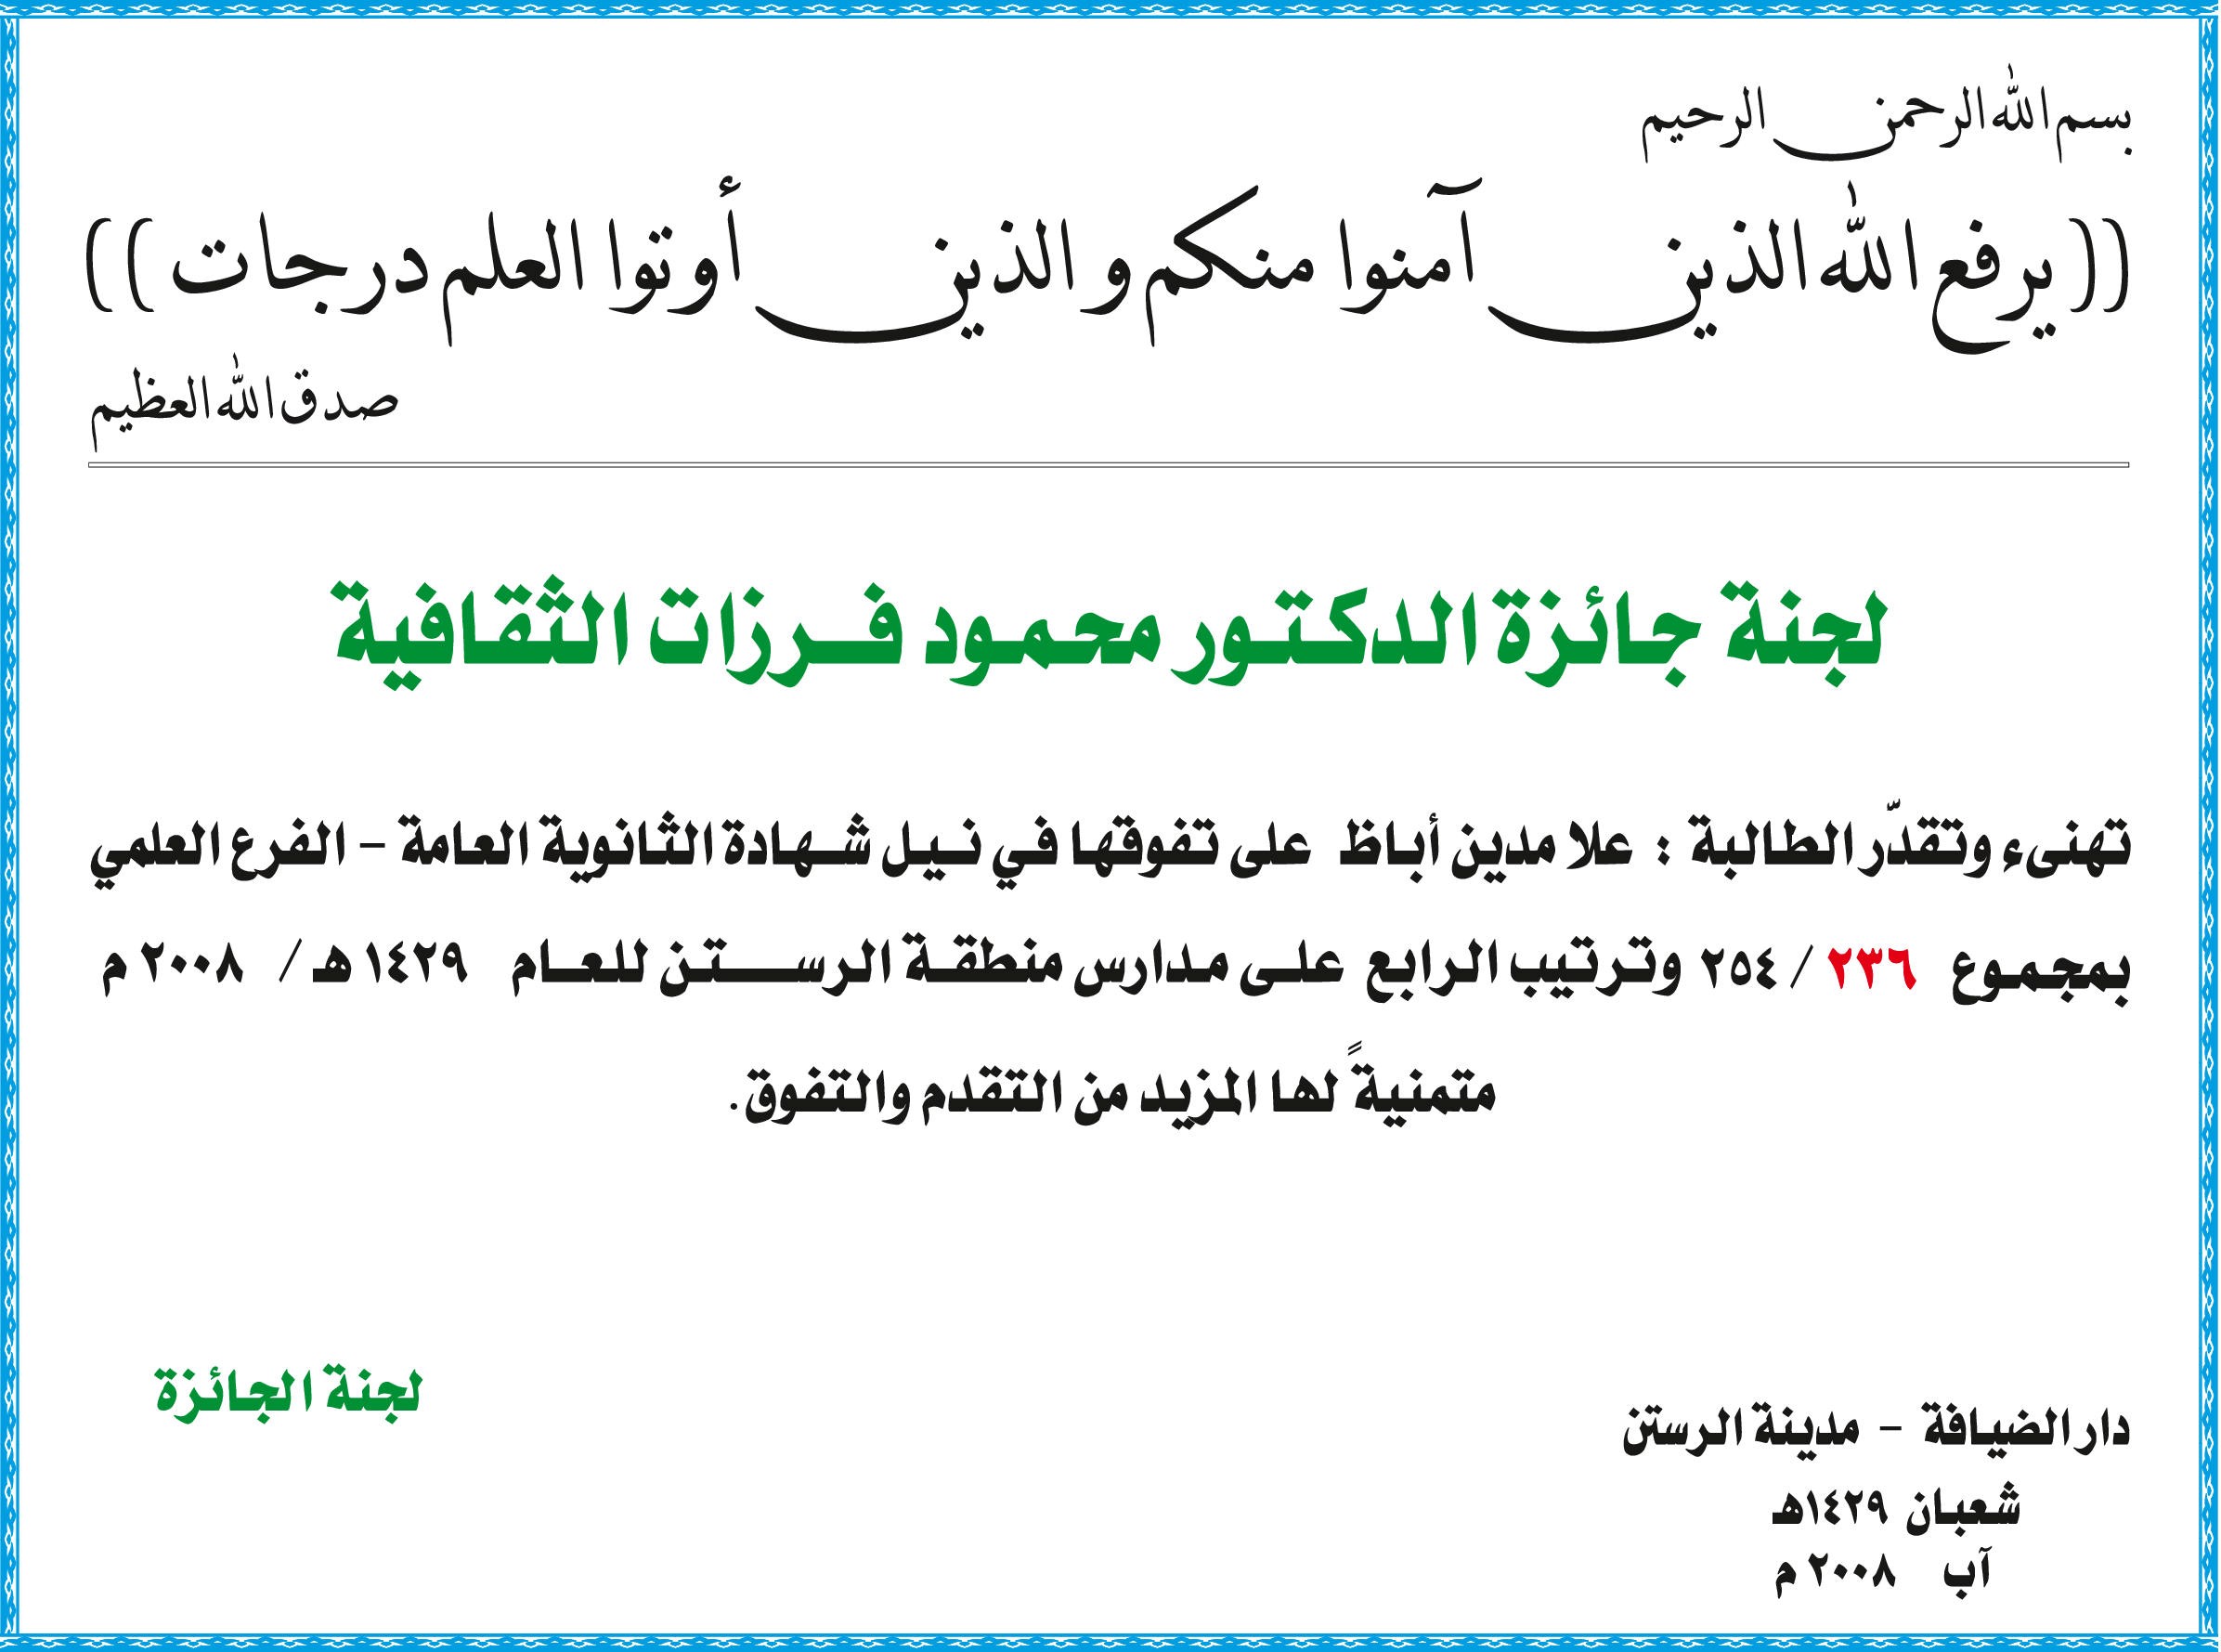 بسم الله الرحمن الرحيم
(( يرفع الله الذين آمنوا منكم و الذين أوتوا العلم درجات ))
صدق الله العظيم
لجنة جائزة الدكتور محمود فرزات الثقافية
تهنىء وتقدّر الطالبة : علا مدين أباظ على تفوقها في نيل شهادة الثانوية العامة - الفرع العلمي
بمجموع ٢٣٦ / ٢٥٤ وترتيب الرابع على مدارس منطقة الرستن للعام ١٤٢٩ هـ / ٢٠٠٨ م
متمنيةً لها المزيد من التقدم والتفوق.
لجنة الجائزة
دار الضيافة - مدينة الرستن
شعبان ١٤٢٩هـ
آب ٢٠٠٨ م